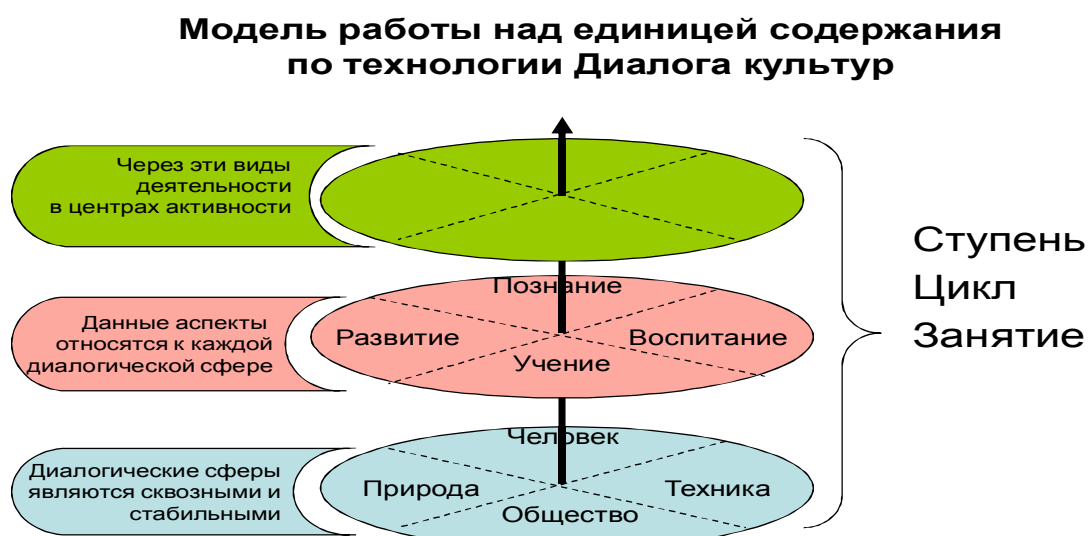 Модель работы над единицей содержания
по технологии Диалога культур
Через эти виды
деятельности
в центрах активности
Данные аспекты
относятся к каждой
диалогической сфере
Познание
Развитие
Воспитание
Учение
Диалогические сферы
являются сквозными и
стабильными
Человек
Природа
Техника
Общество
Ступень
Цикл
Занятие